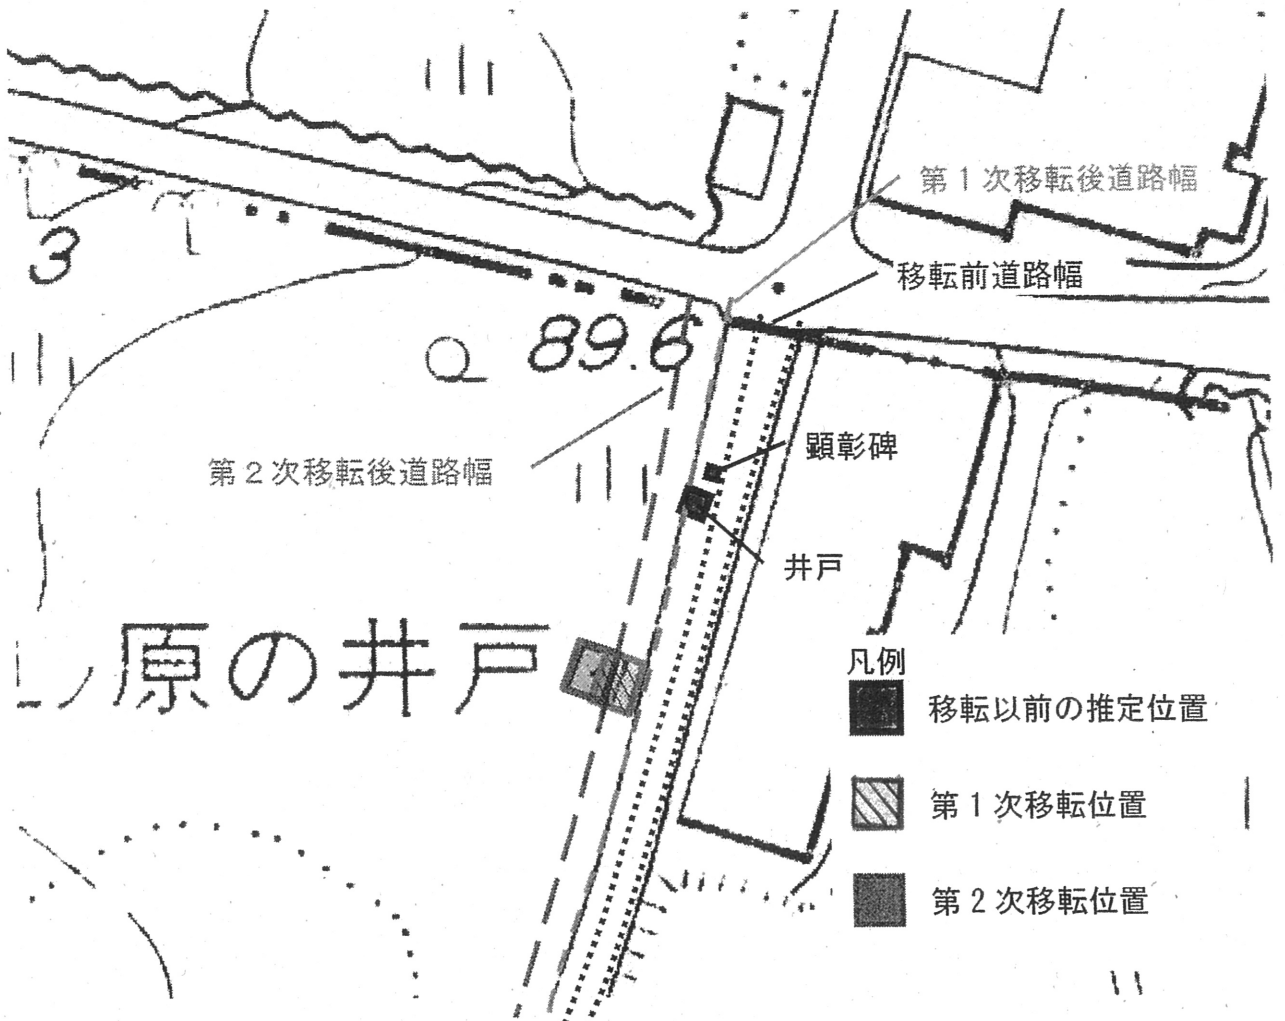 第1次移転後道路幅
3
移転前道路幅
89.6
顕彰碑
第2次移転後道路幅
井戸
原の井戸
凡例
移転以前の推定位置
第1次移転位置
第2次移転位置